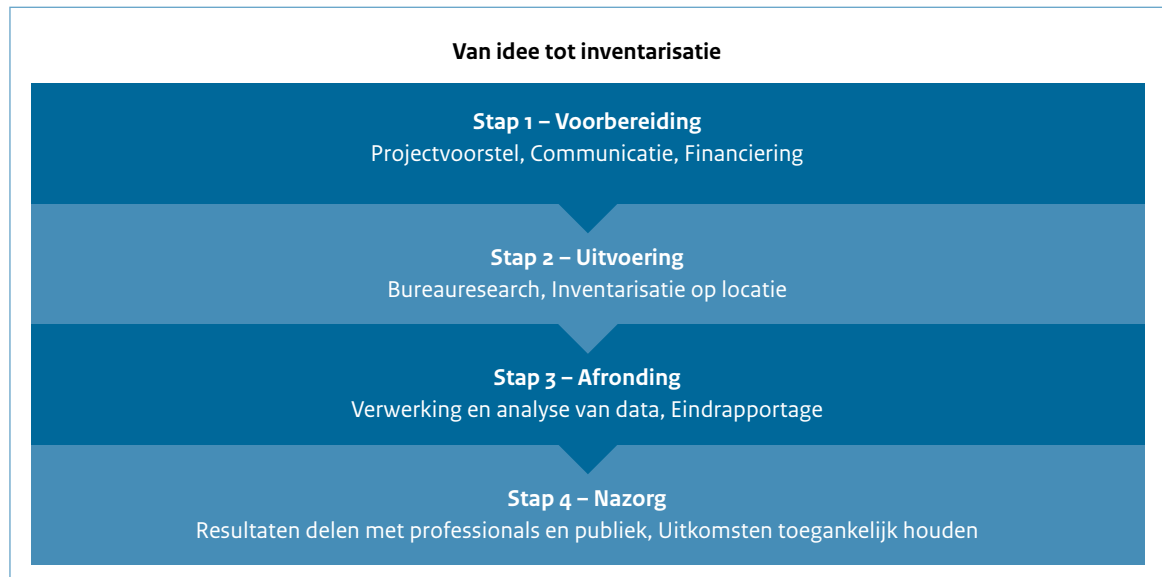 Van idee tot inventarisatie
Stap 1 – Voorbereiding
Projectvoorstel, Communicatie, Financiering
Stap 2 – Uitvoering
Bureauresearch, Inventarisatie op locatie
Stap 3 – Afronding
Verwerking en analyse van data, Eindrapportage
Stap 4 – Nazorg
Resultaten delen met professionals en publiek, Uitkomsten toegankelijk houden